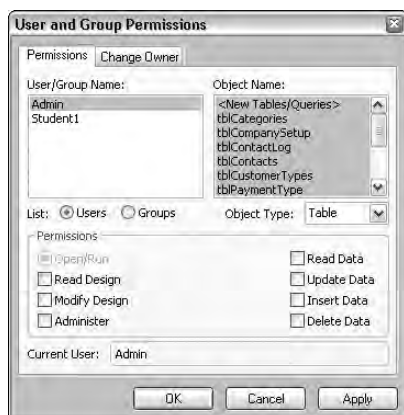 User and Group Permissions
Permissions
Change Owner
User/Group Name:
Admin
Student1
Object Name:
<New Tables/Queries>
tblCategories
tblCompanySetup
tblContactLog
tblContacts
tblCustomerTypes
tblPaymentType
List: Users Groups
Object Type: Table
Permissions
Open/Run
Read Design
Modify Design
Administer
Read Data
Update Data
Insert Data
Delete Data
Current User: Admin
OK Cancel Apply